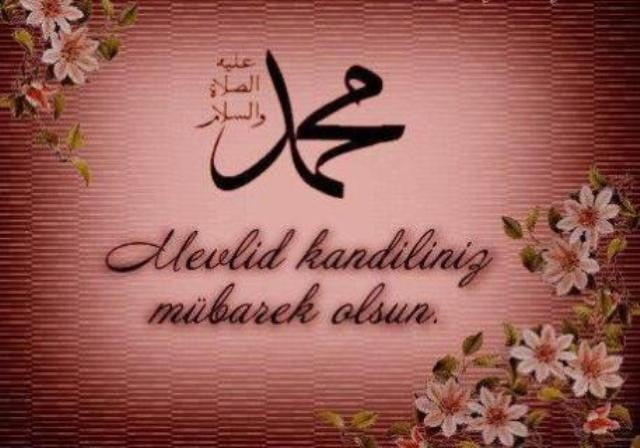 عليه
الصلاة
والسلام
محمد
Mevlid kandiliniz
mübarek olsun.